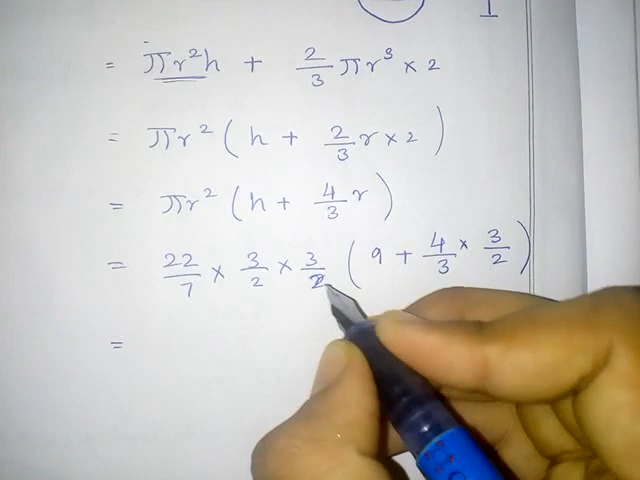 = πr²h + 2/3 πr³ × 2
= πr² ( h + 2/3 r × 2 )
= πr² ( h + 4/3 r )
= 22/7 × 3/2 × 3/2 ( 9 + 4/3 × 3/2 )
=